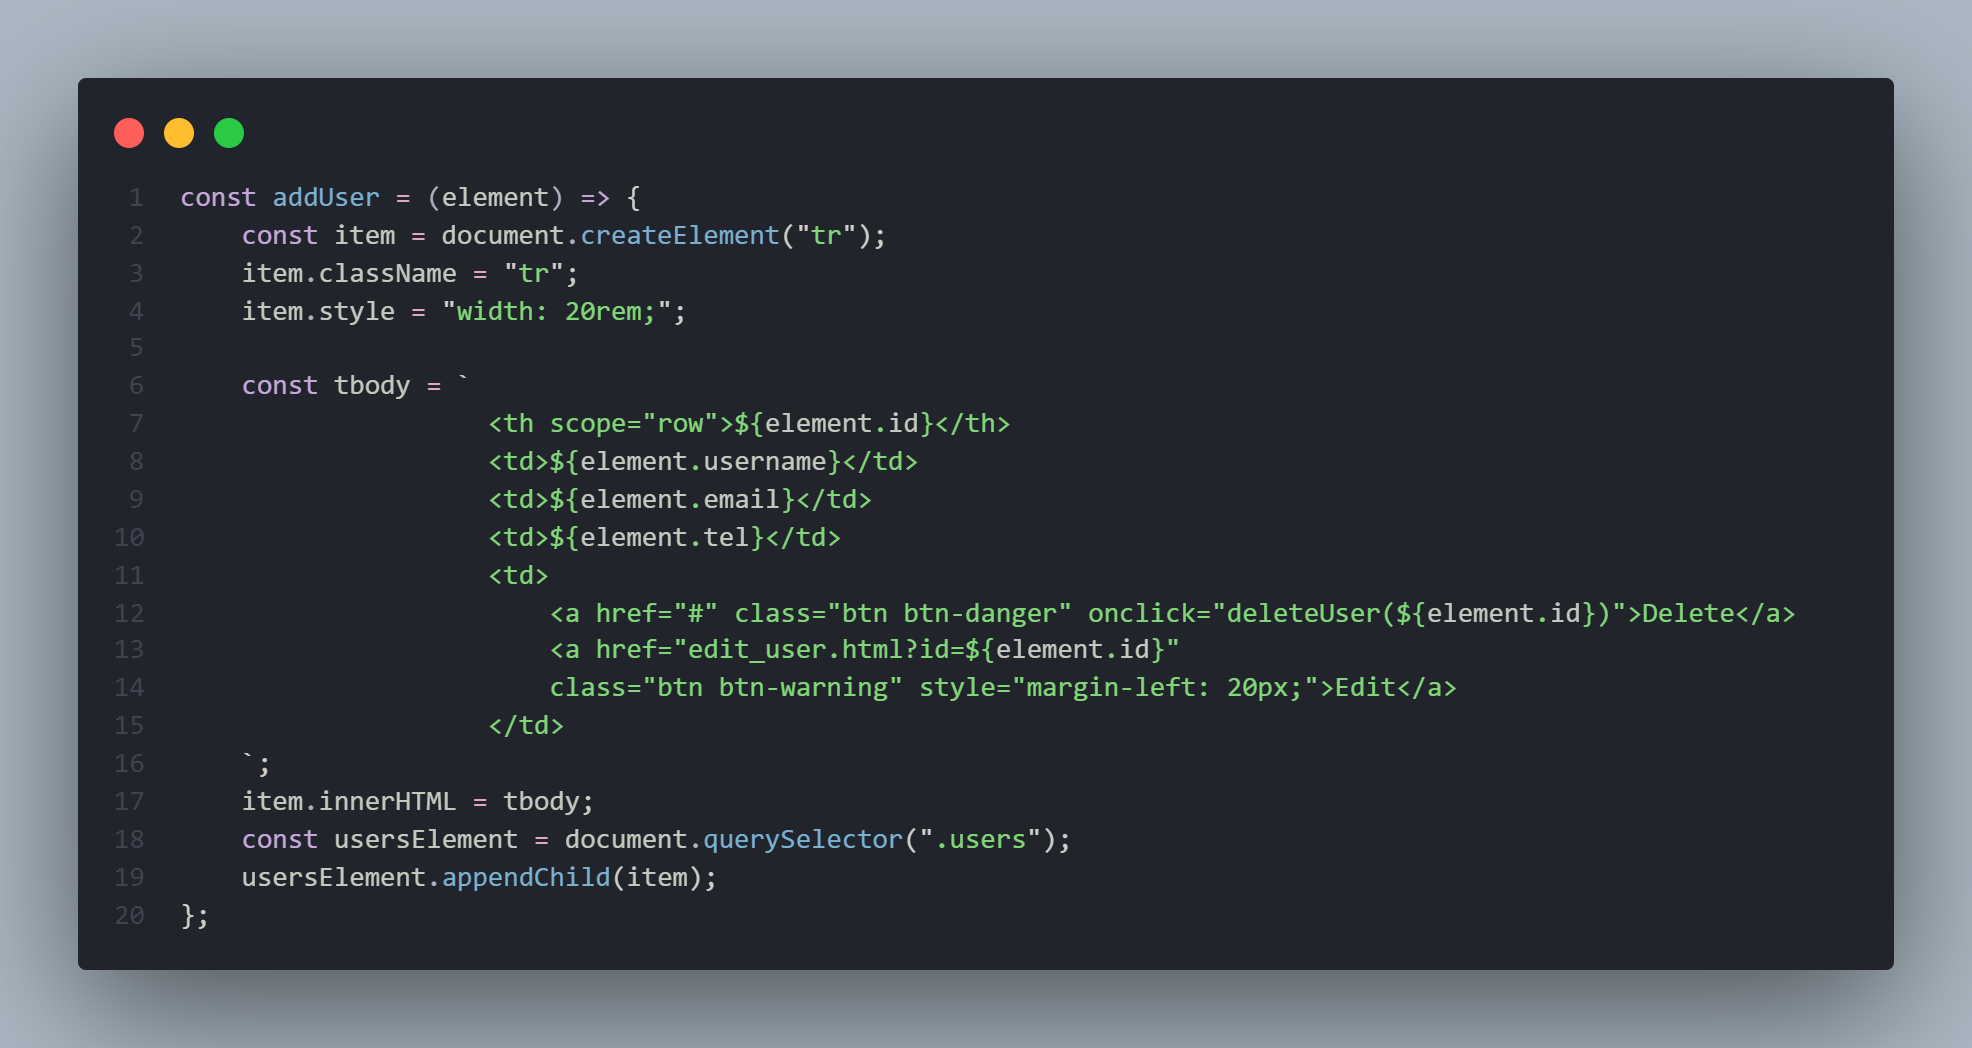 1 const addUser = (element) => {
2 const item = document.createElement("tr");
3 item.className = "tr";
4 item.style = "width: 20rem;";
5
6 const tbody = `
7 <th scope="row">${element.id}</th>
8 <td>${element.username}</td>
9 <td>${element.email}</td>
10 <td>${element.tel}</td>
11 <td>
12 <a href="#" class="btn btn-danger" onclick="deleteUser(${element.id})">Delete</a>
13 <a href="edit_user.html?id=${element.id}"
14 class="btn btn-warning" style="margin-left: 20px;">Edit</a>
15 </td>
16 `;
17 item.innerHTML = tbody;
18 const usersElement = document.querySelector(".users");
19 usersElement.appendChild(item);
20 };